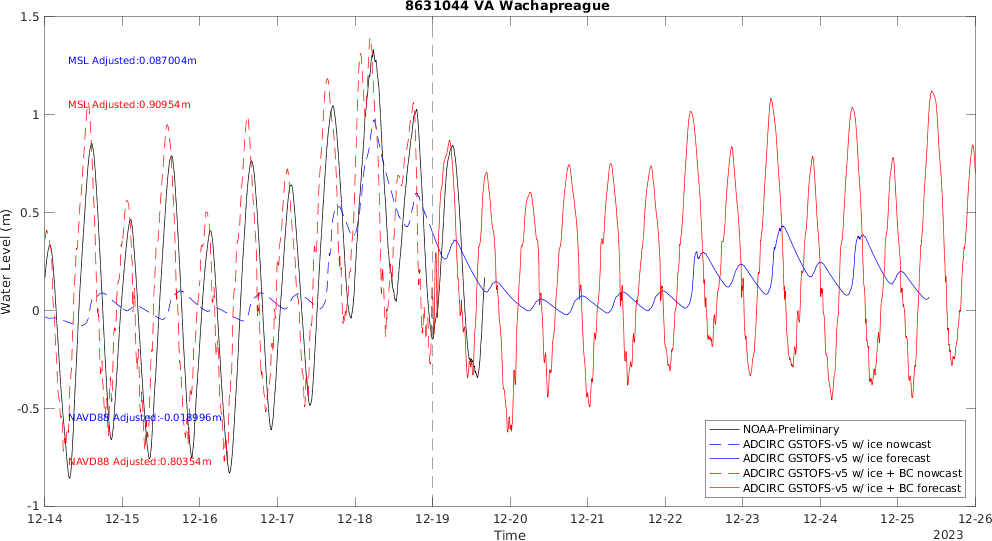 8631044 VA Wachapreague
1.5
1
0.5
0
-0.5
-1
Water Level (m)
MSL Adjusted:0.087004m
MSL Adjusted:0.90954m
NAVD88 Adjusted:-0.018996m
NAVD88 Adjusted:0.80354m
NOAA-Preliminary
ADCIRC GSTOFS-v5 w/ ice nowcast
ADCIRC GSTOFS-v5 w/ ice forecast
ADCIRC GSTOFS-v5 w/ ice + BC nowcast
ADCIRC GSTOFS-v5 w/ ice + BC forecast
12-14 12-15 12-16 12-17 12-18 12-19 12-20 12-21 12-22 12-23 12-24 12-25 12-26
Time
2023